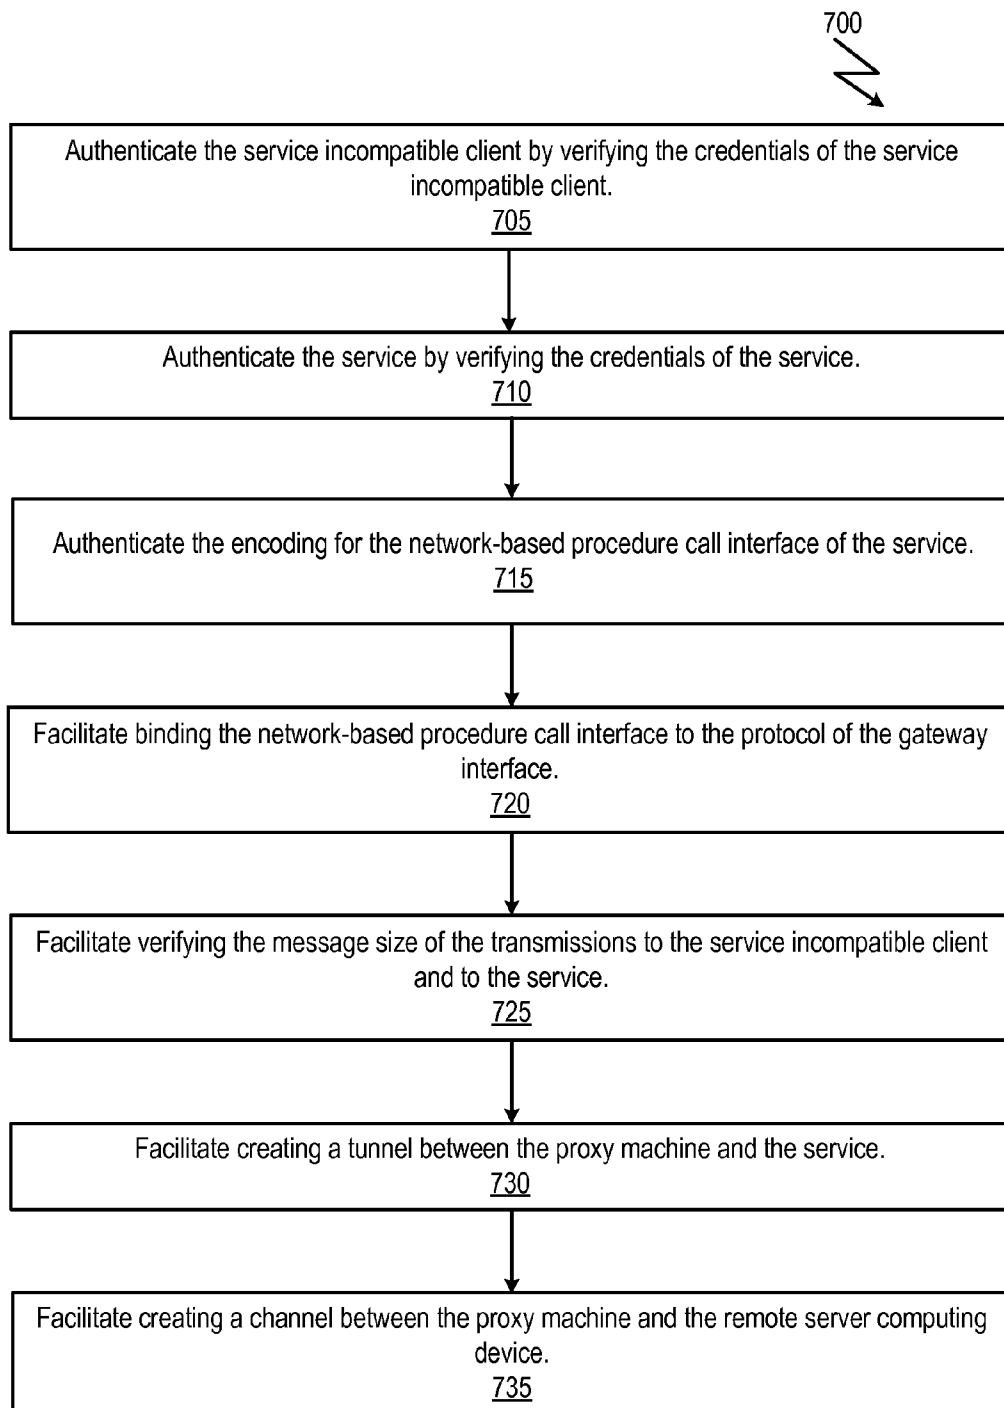 700
Authenticate the service incompatible client by verifying the credentials of the service
incompatible client.
705
Authenticate the service by verifying the credentials of the service.
710
Authenticate the encoding for the network-based procedure call interface of the service.
715
Facilitate binding the network-based procedure call interface to the protocol of the gateway
interface.
720
Facilitate verifying the message size of the transmissions to the service incompatible client
and to the service.
725
Facilitate creating a tunnel between the proxy machine and the service.
730
Facilitate creating a channel between the proxy machine and the remote server computing
device.
735